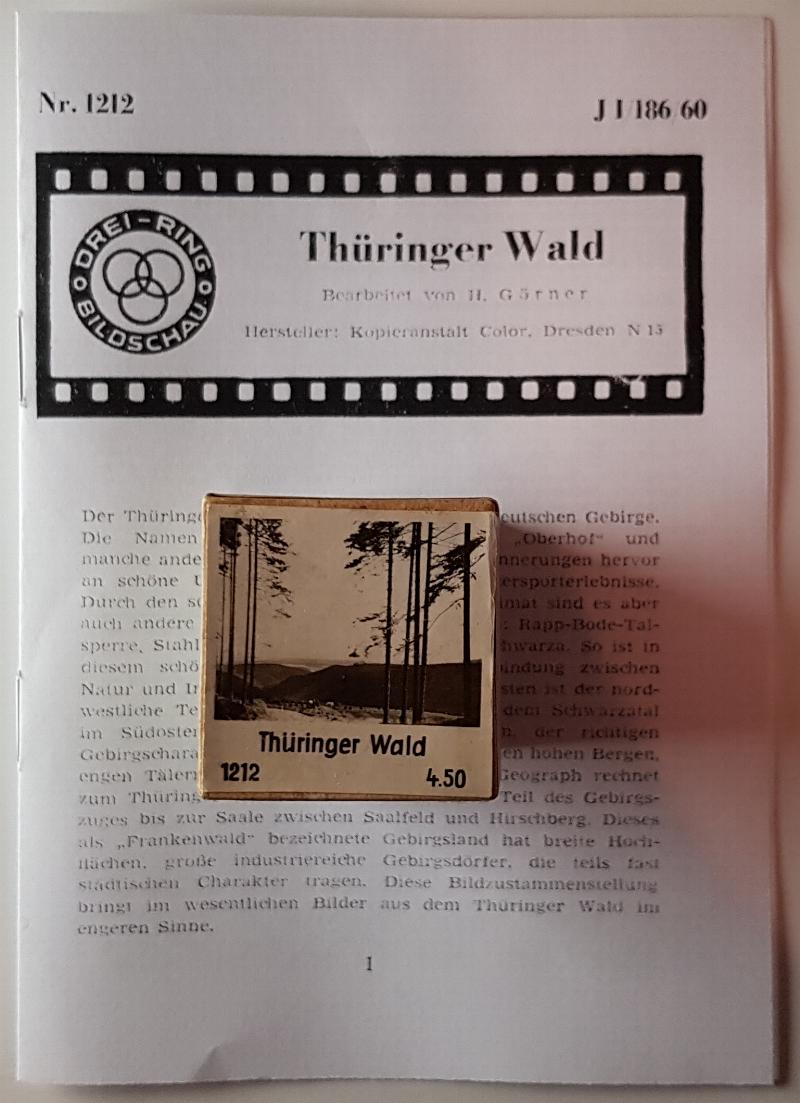 Nr. 1212
J I/186/60
DREI-RING
BILDSCHAU
Thüringer Wald
Bearbeitet von H. Görner
Hersteller: Kopieranstalt Color, Dresden N 15
Der Thüring eutschen Gebirge.
Die Namen „Oberhof“ und
manche ande nnerungen hervor
an schöne ersporterlebnisse.
Durch den imat sind es aber
auch andere Rapp-Bode-Tal-
sperre, Stahl hwarza. So ist in
diesem schö indung zwischen
Natur und sten ist der nord-
westliche Te dem Schwarzatal
im Südosten der richtigen
Gebirgschara en hohen Bergen,
engen Tälern Geograph rechnet
zum Thüring Teil des Gebirgs-
zuges bis zur Saale zwischen Saalfeld und Hirschberg. Dieses
als „Frankenwald“ bezeichnete Gebirgsland hat breite Hoch-
flächen, große industriereiche Gebirgsdörfer, die teils fast
städtischen Charakter tragen. Diese Bildzustammenstellung
bringt im wesentlichen Bilder aus dem Thüringer Wald im
engeren Sinne.
Thüringer Wald
1212 4.50
1